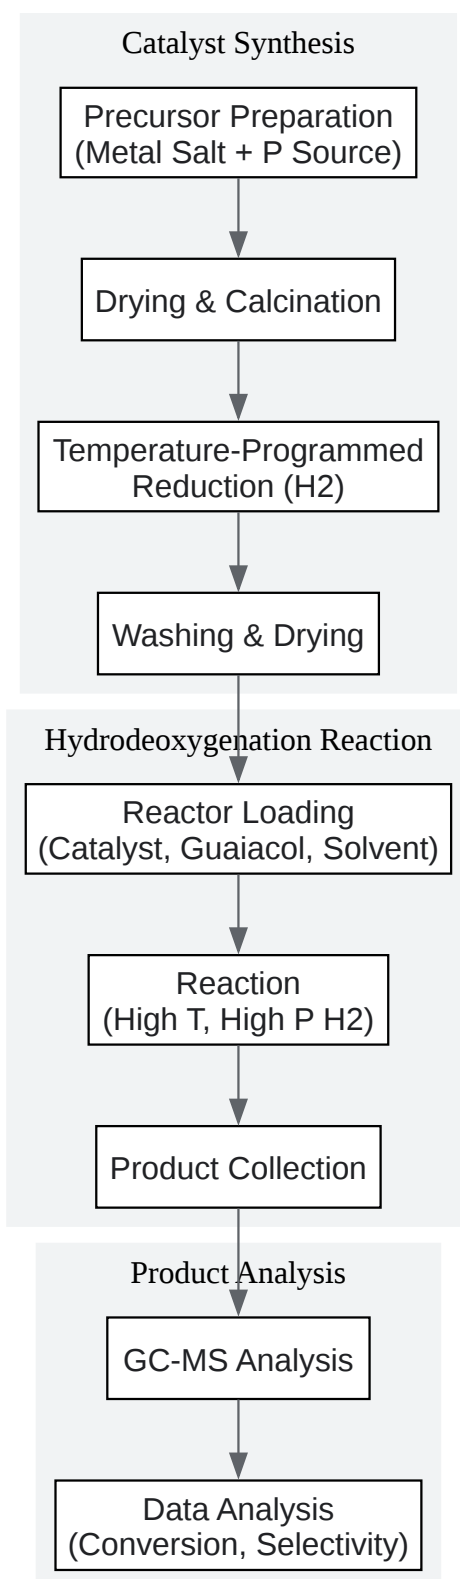 Catalyst Synthesis
Precursor Preparation
(Metal Salt + P Source)
Drying & Calcination
Temperature-Programmed
Reduction (H2)
Washing & Drying
Hydrodeoxygenation Reaction
Reactor Loading
(Catalyst, Guaiacol, Solvent)
Reaction
(High T, High P H2)
Product Collection
Product Analysis
GC-MS Analysis
Data Analysis
(Conversion, Selectivity)